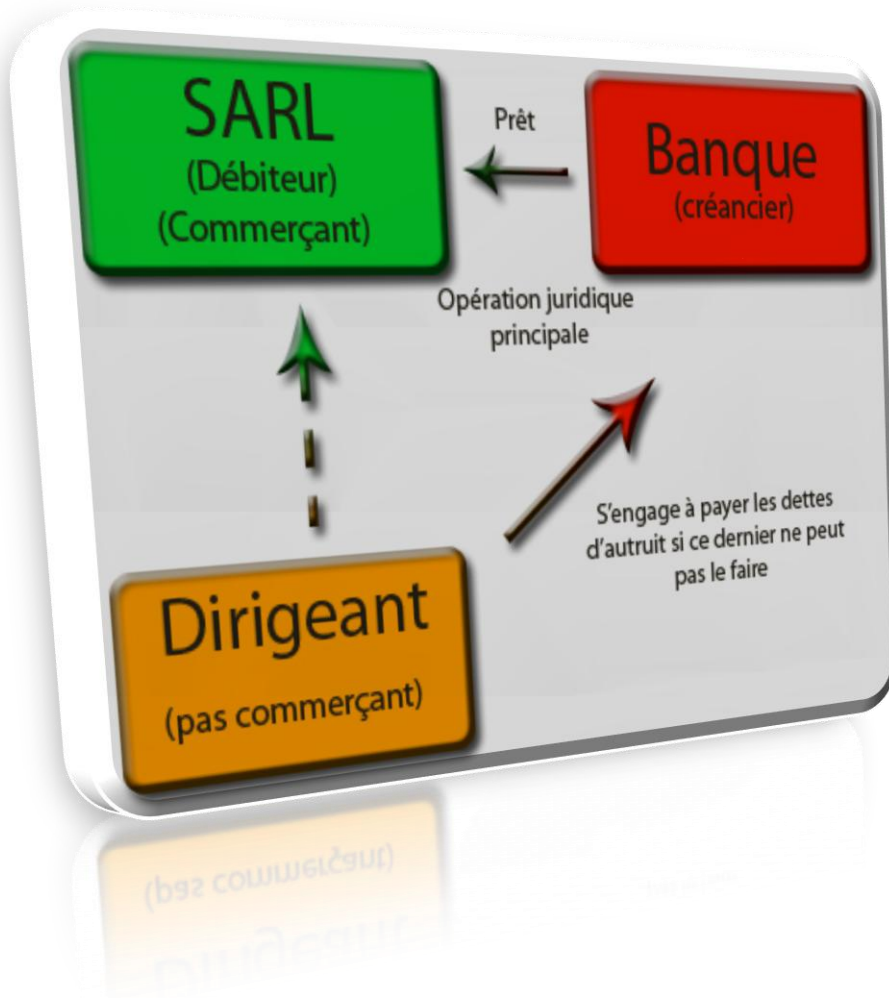 SARL
(Débiteur)
(Commerçant)
Prêt
Banque
(créancier)
Opération juridique
principale
S'engage à payer les dettes
d'autruit si ce dernier ne peut
pas le faire
Dirigeant
(pas commerçant)